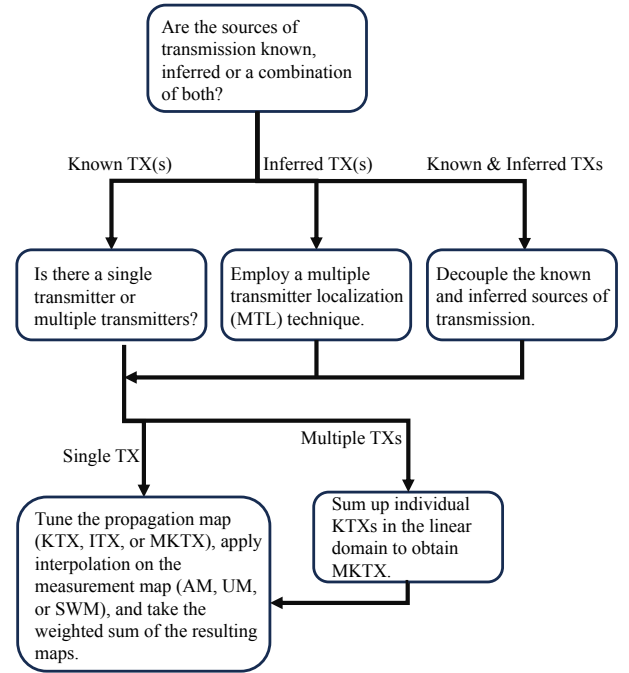 Are the sources of
transmission known,
inferred or a combination
of both?
Known TX(s)
Inferred TX(s)
Known & Inferred TXs
Is there a single
transmitter or
multiple transmitters?
Employ a multiple
transmitter localization
(MTL) technique.
Decouple the known
and inferred sources of
transmission.
Single TX
Multiple TXs
Tune the propagation map
(KTX, ITX, or MKTX), apply
interpolation on the
measurement map (AM, UM,
or SWM), and take the
weighted sum of the resulting
maps.
Sum up individual
KTXs in the linear
domain to obtain
MKTX.